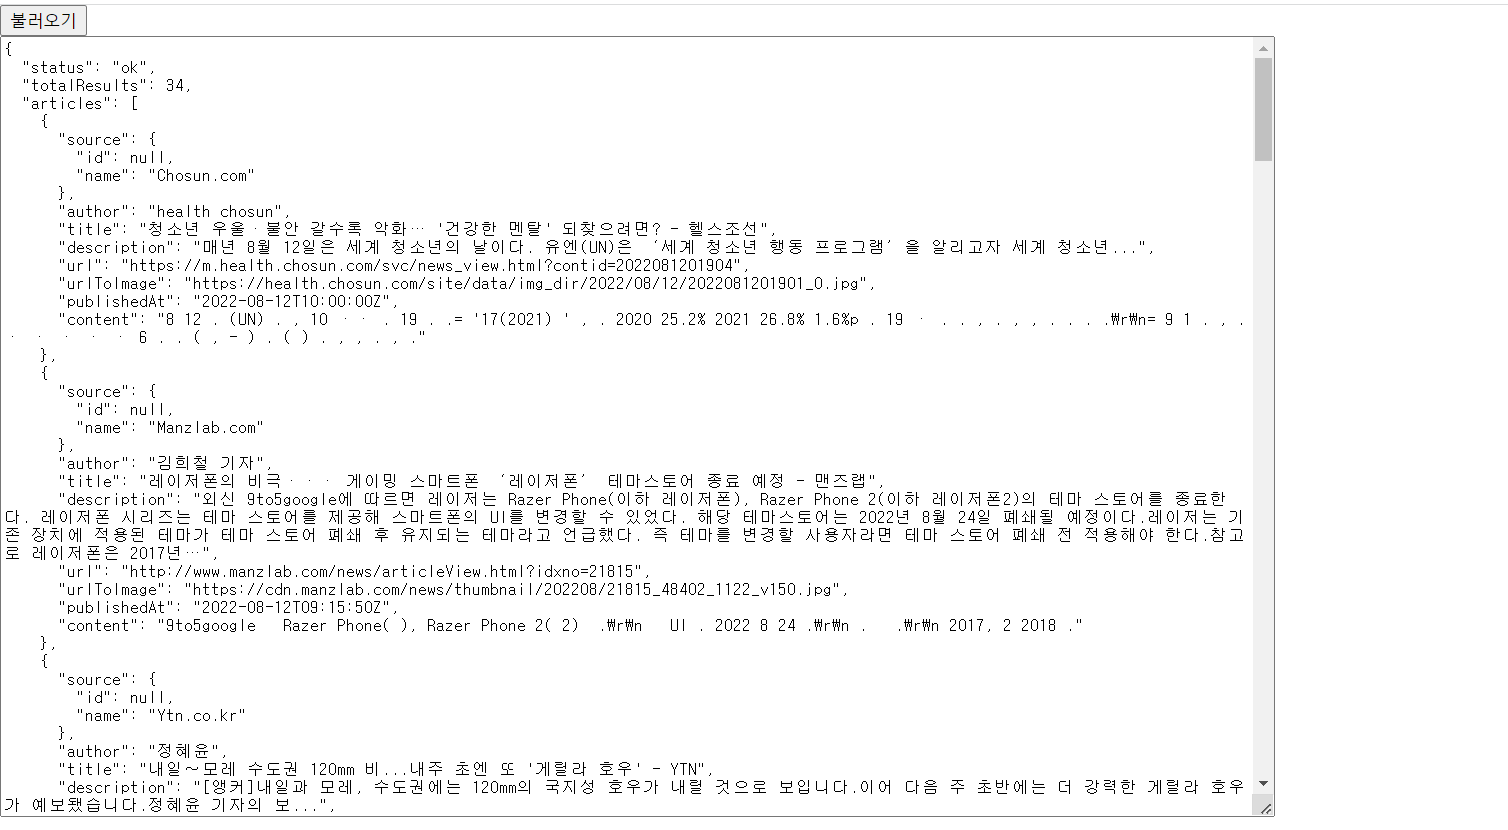 불러오기
{
  "status": "ok",
  "totalResults": 34,
  "articles": [
    {
      "source": {
        "id": null,
        "name": "Chosun.com"
      },
      "author": "health chosun",
      "title": "청소년 우울·불안 갈수록 악화… '건강한 멘탈' 되찾으려면? - 헬스조선",
      "description": "매년 8월 12일은 세계 청소년의 날이다. 유엔(UN)은 ‘세계 청소년 행동 프로그램’을 알리고자 세계 청소년...",
      "url": "https://m.health.chosun.com/svc/news_view.html?contid=2022081201904",
      "urlToImage": "https://health.chosun.com/site/data/img_dir/2022/08/12/2022081201901_0.jpg",
      "publishedAt": "2022-08-12T10:00:00Z",
      "content": "8 12 . (UN) . , 10 · · . 19 . .= '17(2021) ' , . 2020 25.2% 2021 26.8% 1.6%p . 19 · . . , . , , . . . .₩r₩n= 9 1 . , .
· · · · · 6 . . ( , - ) . ( ) . , , . , ."
    },
    {
      "source": {
        "id": null,
        "name": "Manzlab.com"
      },
      "author": "김희철 기자",
      "title": "레이저폰의 비극··· 게이밍 스마트폰 ‘레이저폰’ 테마스토어 종료 예정 - 맨즈랩",
      "description": "외신 9to5google에 따르면 레이저는 Razer Phone(이하 레이저폰), Razer Phone 2(이하 레이저폰2)의 테마 스토어를 종료한
다. 레이저폰 시리즈는 테마 스토어를 제공해 스마트폰의 UI를 변경할 수 있었다. 해당 테마스토어는 2022년 8월 24일 폐쇄될 예정이다.레이저는 기
존 장치에 적용된 테마가 테마 스토어 폐쇄 후 유지되는 테마라고 언급했다. 즉 테마를 변경할 사용자라면 테마 스토어 폐쇄 전 적용해야 한다.참고
로 레이저폰은 2017년…",
      "url": "http://www.manzlab.com/news/articleView.html?idxno=21815",
      "urlToImage": "https://cdn.manzlab.com/news/thumbnail/202208/21815_48402_1122_v150.jpg",
      "publishedAt": "2022-08-12T09:15:50Z",
      "content": "9to5google   Razer Phone( ), Razer Phone 2( 2)  .₩r₩n   UI . 2022 8 24 .₩r₩n .   .₩r₩n 2017, 2 2018 ."
    },
    {
      "source": {
        "id": null,
        "name": "Ytn.co.kr"
      },
      "author": "정혜윤",
      "title": "내일～모레 수도권 120mm 비...내주 초엔 또 '게릴라 호우' - YTN",
      "description": "[앵커]내일과 모레, 수도권에는 120mm의 국지성 호우가 내릴 것으로 보입니다.이어 다음 주 초반에는 더 강력한 게릴라 호우
가 예보됐습니다.정혜윤 기자의 보...",